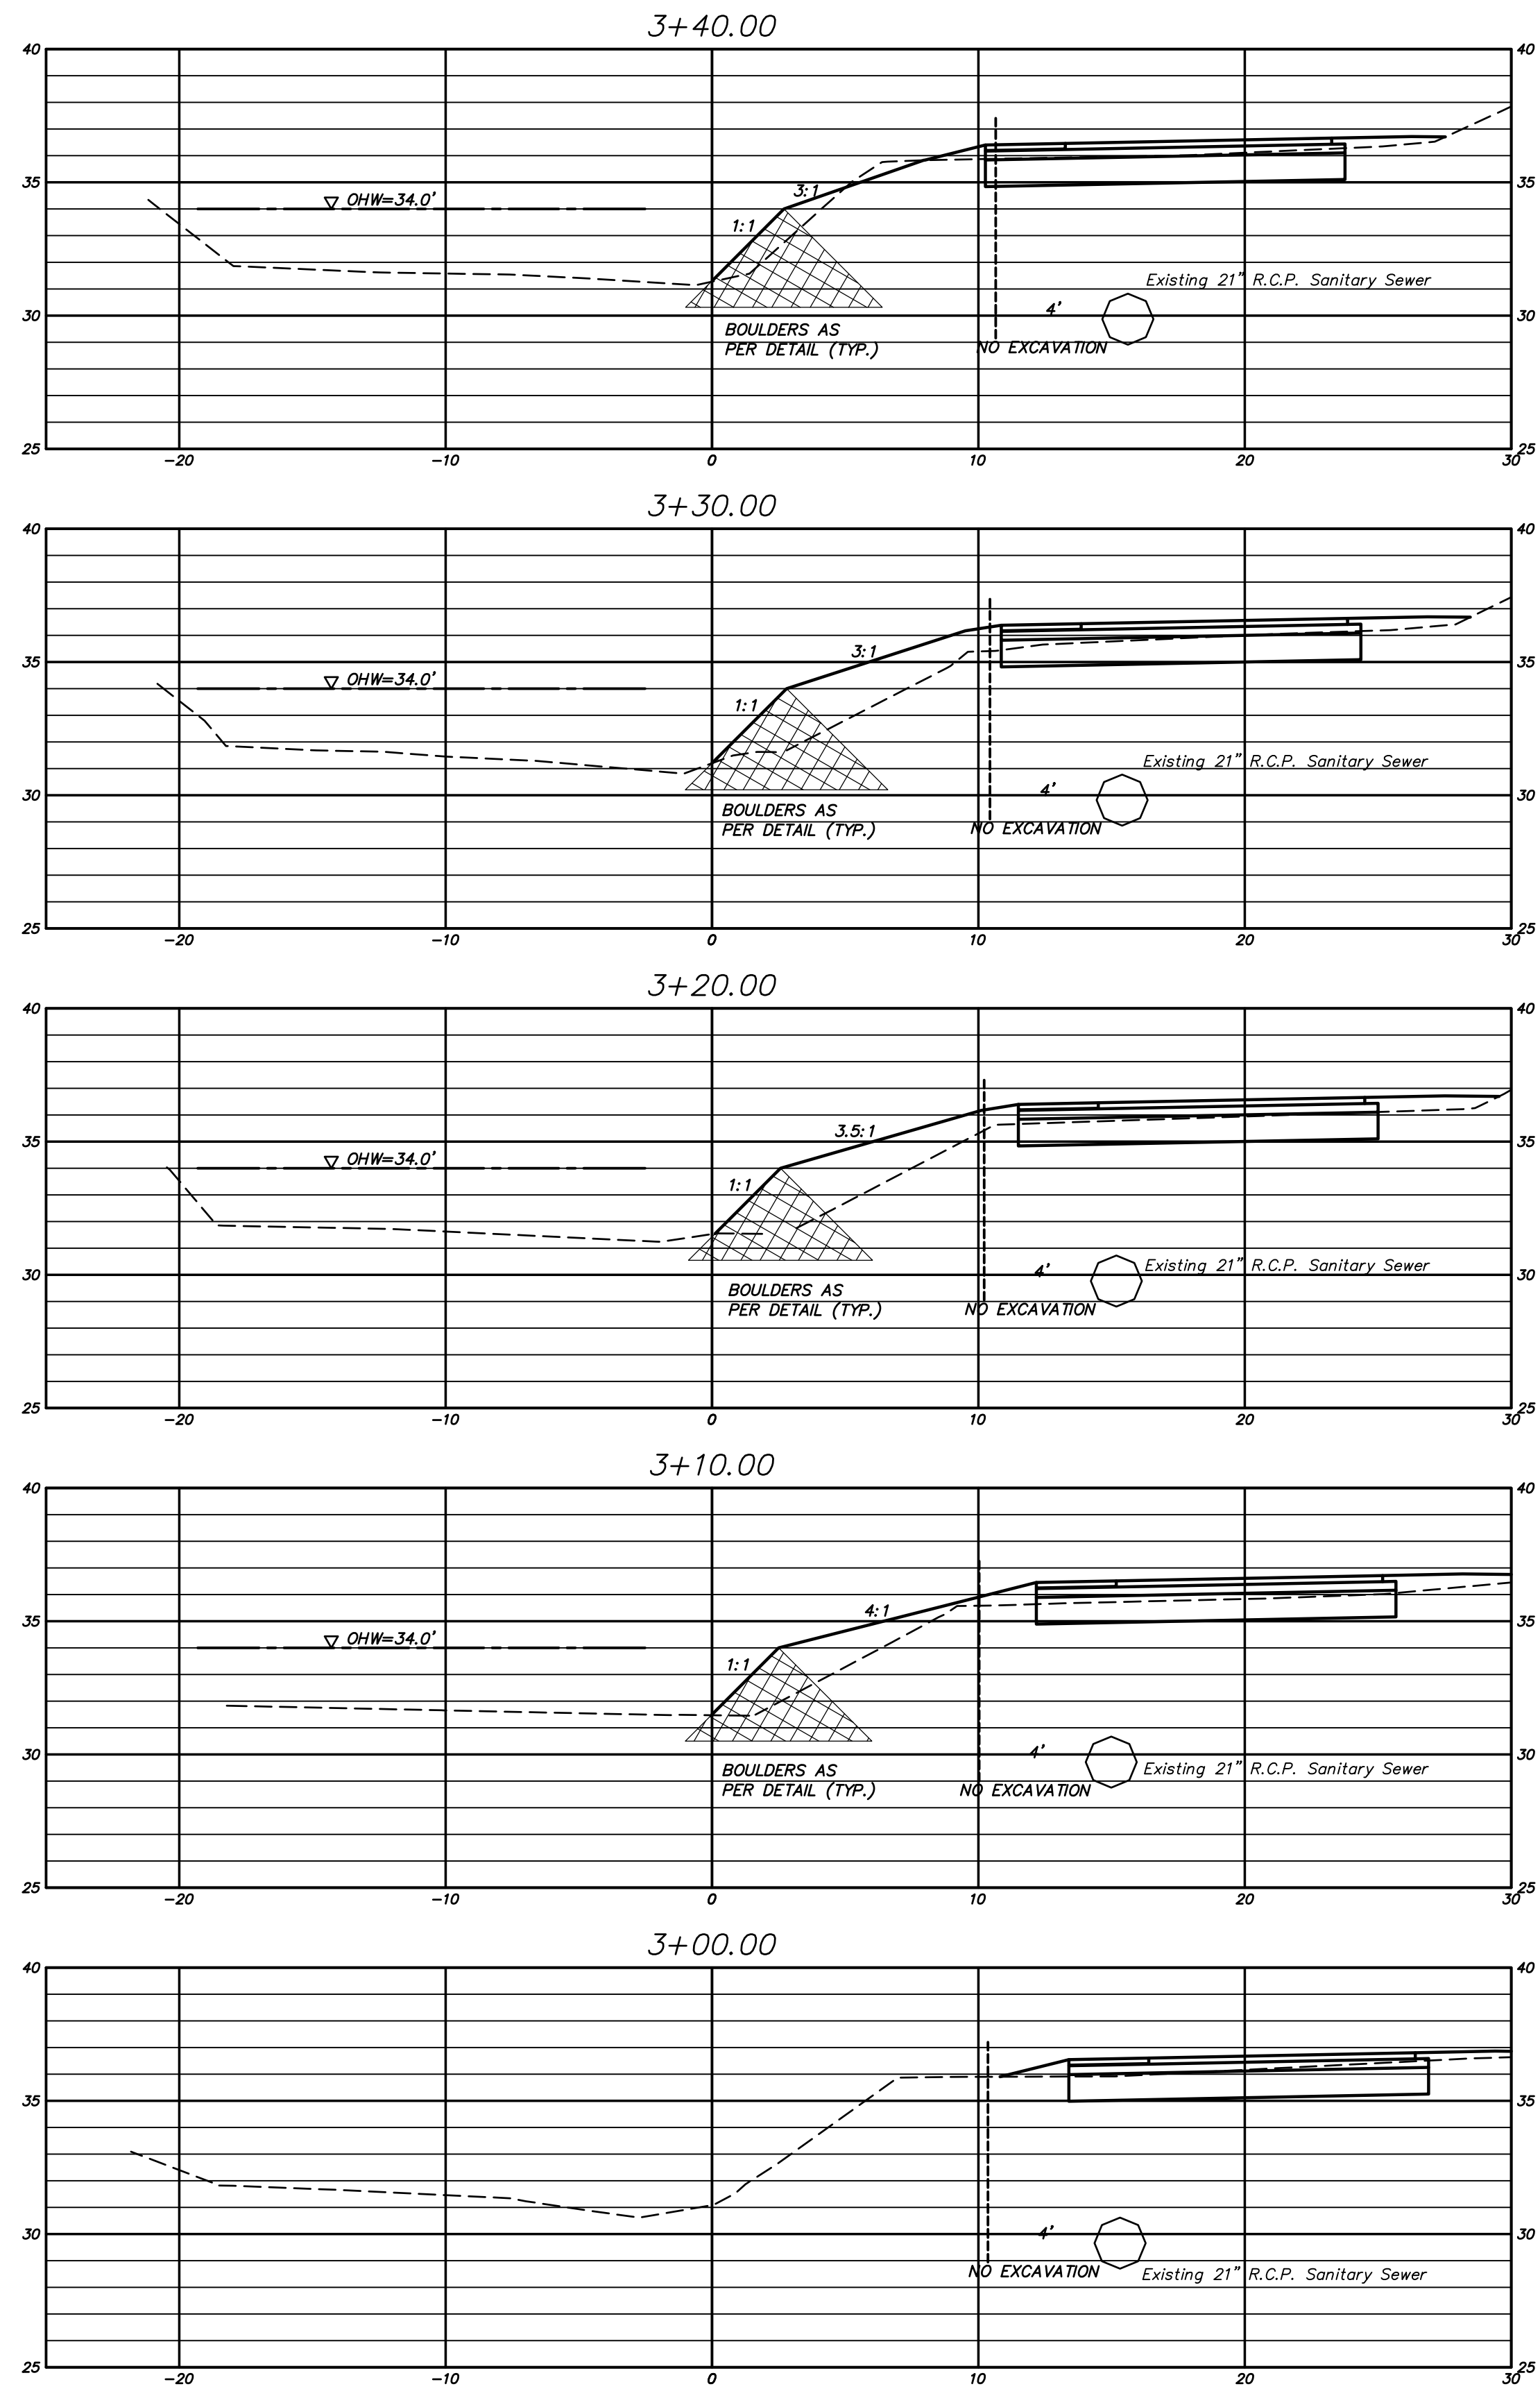 3+40.00
40 40
3:1
35 35
OHW=34.0'
1:1
Existing 21" R.C.P. Sanitary Sewer
4'
30 30
BOULDERS AS
PER DETAIL (TYP.)
NO EXCAVATION
25 25
-20 -10 0 10 20 30
3+30.00
40 40
3:1
35 35
OHW=34.0'
1:1
Existing 21" R.C.P. Sanitary Sewer
4'
30 30
BOULDERS AS
PER DETAIL (TYP.)
NO EXCAVATION
25 25
-20 -10 0 10 20 30
3+20.00
40 40
3.5:1
35 35
OHW=34.0'
1:1
Existing 21" R.C.P. Sanitary Sewer
4'
30 30
BOULDERS AS
PER DETAIL (TYP.)
NO EXCAVATION
25 25
-20 -10 0 10 20 30
3+10.00
40 40
4:1
35 35
OHW=34.0'
1:1
4'
30 30
Existing 21" R.C.P. Sanitary Sewer
BOULDERS AS
PER DETAIL (TYP.)
NO EXCAVATION
25 25
-20 -10 0 10 20 30
3+00.00
40 40
35 35
4'
30 30
NO EXCAVATION
Existing 21" R.C.P. Sanitary Sewer
25 25
-20 -10 0 10 20 30